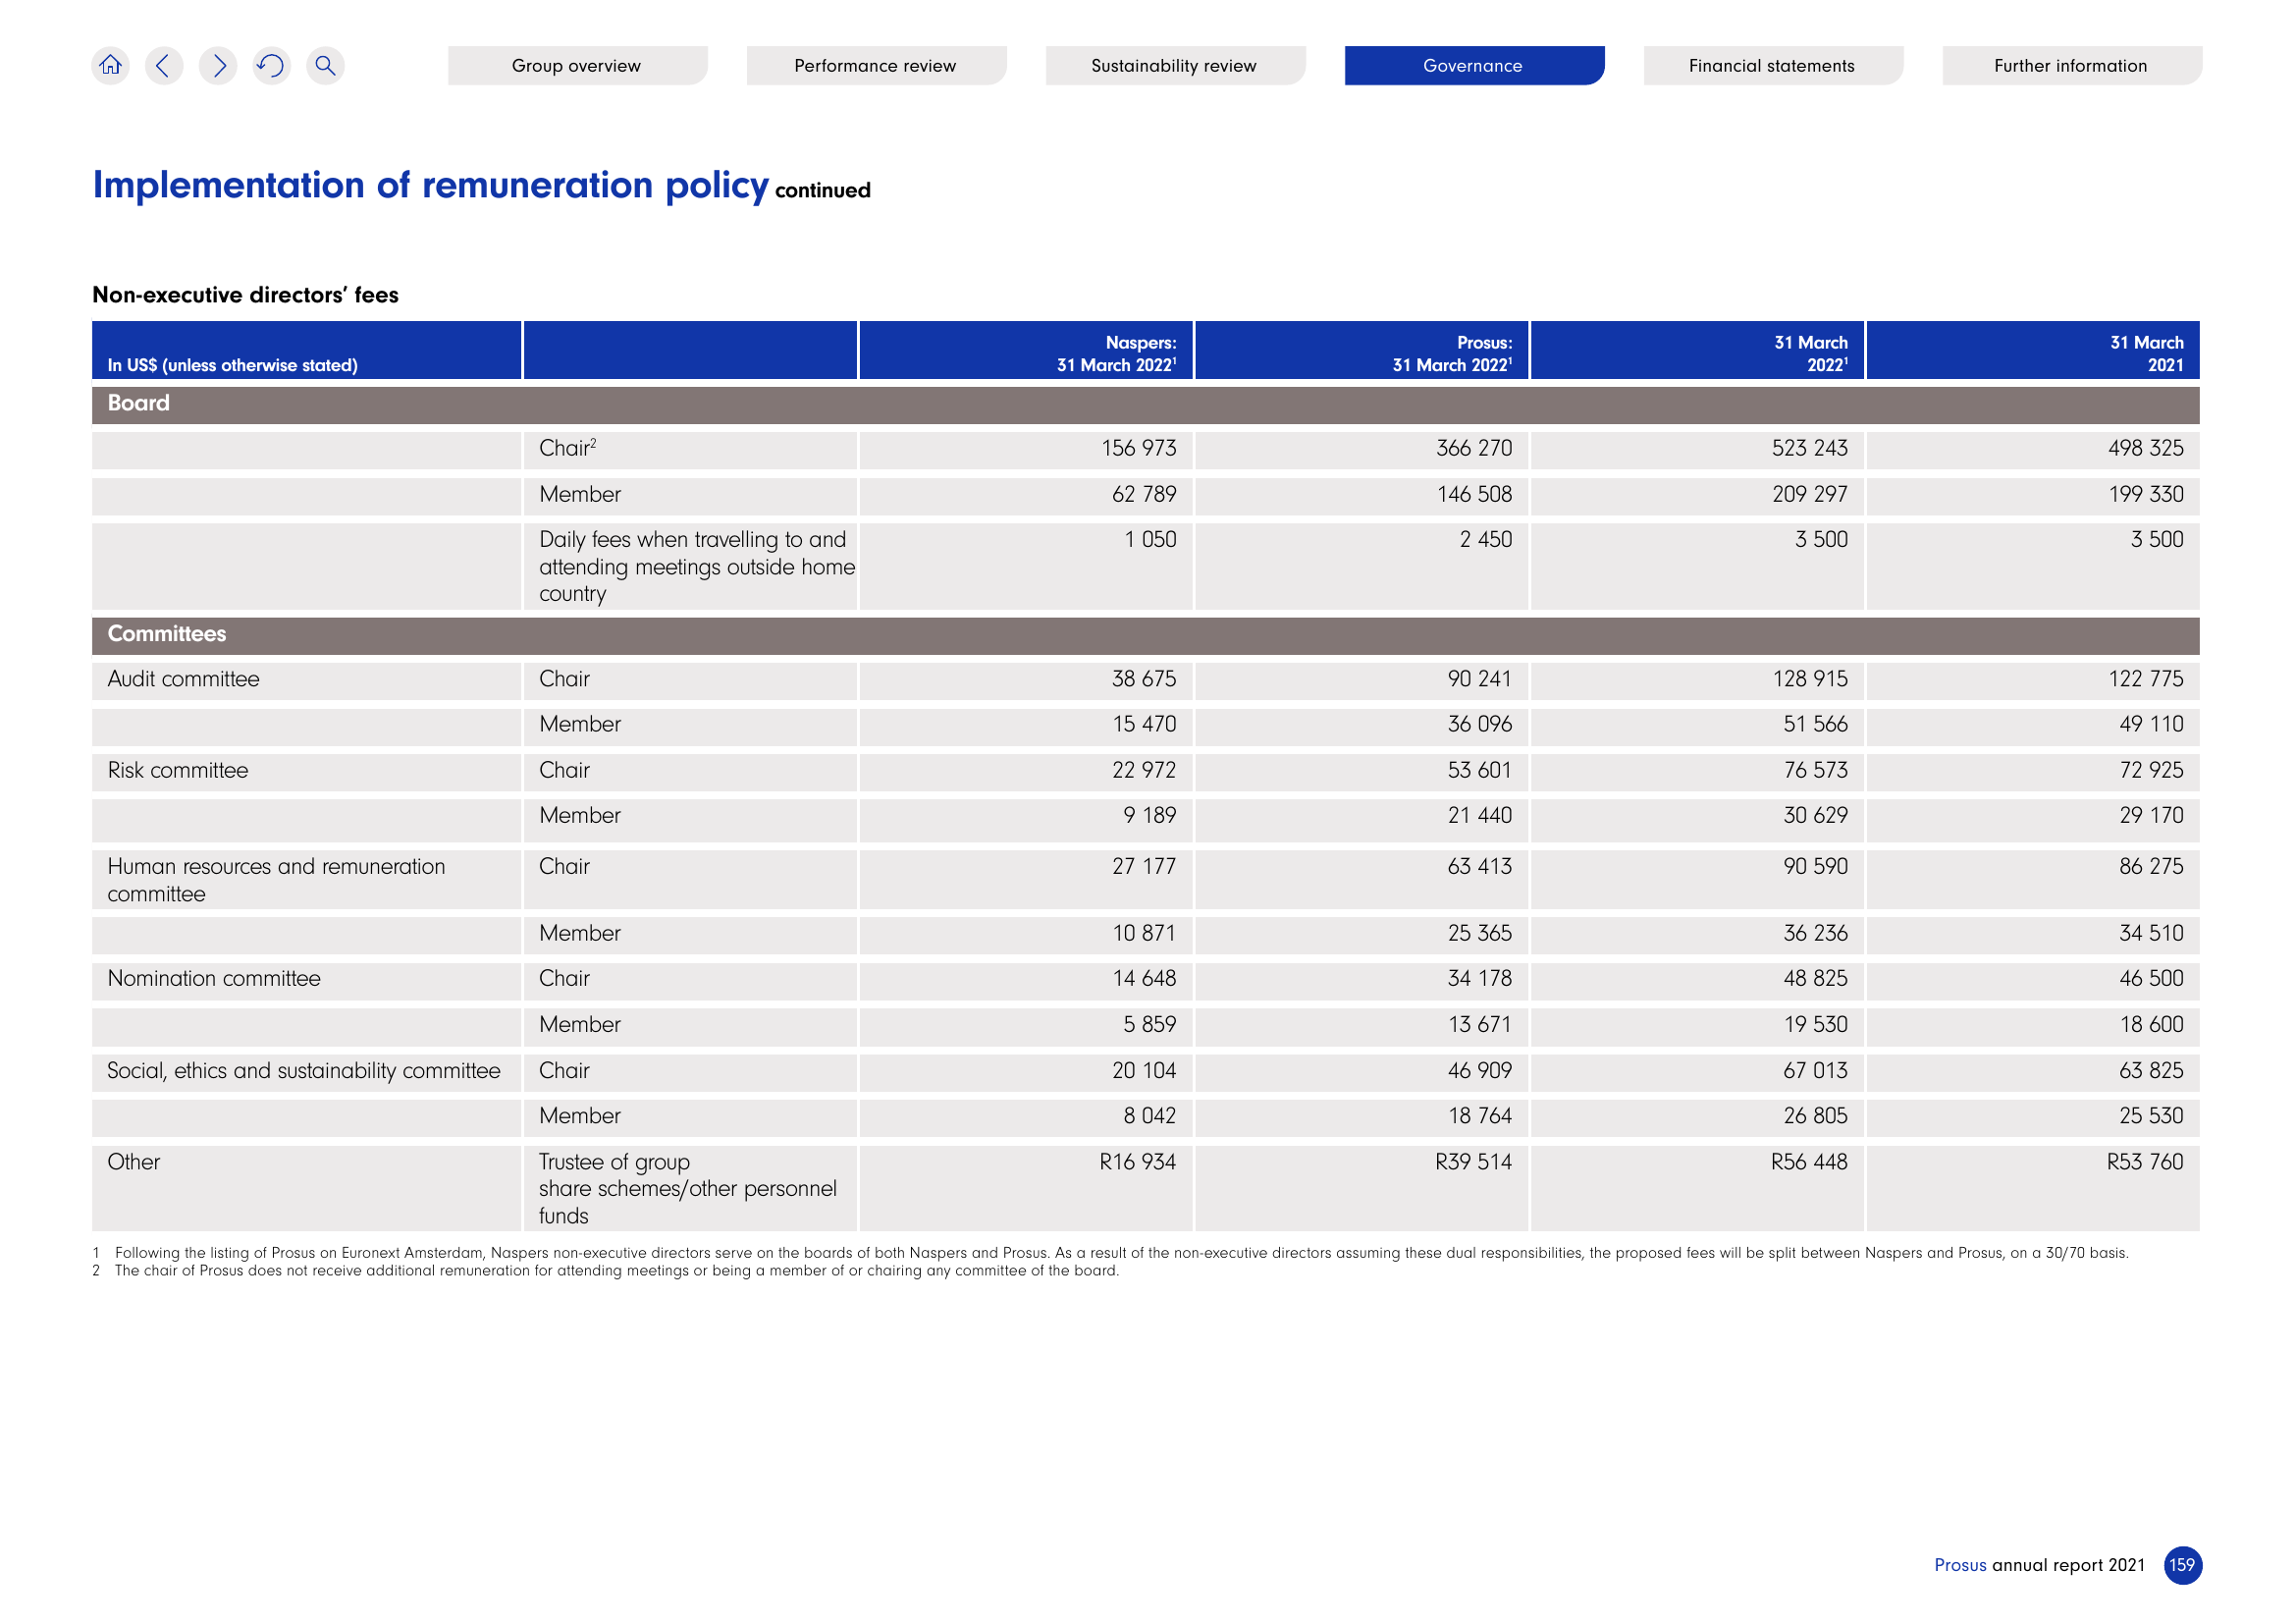 Group overview
Performance review
Sustainability review
Governance
Financial statements
Further information
Implementation of remuneration policy continued
Non-executive directors’ fees
In US$ (unless otherwise stated) Naspers: 31 March 2022¹ Prosus: 31 March 2022¹ 31 March 2022¹ 31 March 2021
Board
Chair² 156 973 366 270 523 243 498 325
Member 62 789 146 508 209 297 199 330
Daily fees when travelling to and 1 050 2 450 3 500 3 500
attending meetings outside home
country
Committees
Audit committee Chair 38 675 90 241 128 915 122 775
Member 15 470 36 096 51 566 49 110
Risk committee Chair 22 972 53 601 76 573 72 925
Member 9 189 21 440 30 629 29 170
Human resources and remuneration Chair 27 177 63 413 90 590 86 275
committee
Member 10 871 25 365 36 236 34 510
Nomination committee Chair 14 648 34 178 48 825 46 500
Member 5 859 13 671 19 530 18 600
Social, ethics and sustainability committee Chair 20 104 46 909 67 013 63 825
Member 8 042 18 764 26 805 25 530
Other Trustee of group R16 934 R39 514 R56 448 R53 760
share schemes/other personnel
funds
1 Following the listing of Prosus on Euronext Amsterdam, Naspers non-executive directors serve on the boards of both Naspers and Prosus. As a result of the non-executive directors assuming these dual responsibilities, the proposed fees will be split between Naspers and Prosus, on a 30/70 basis.
2 The chair of Prosus does not receive additional remuneration for attending meetings or being a member of or chairing any committee of the board.
Prosus annual report 2021 159